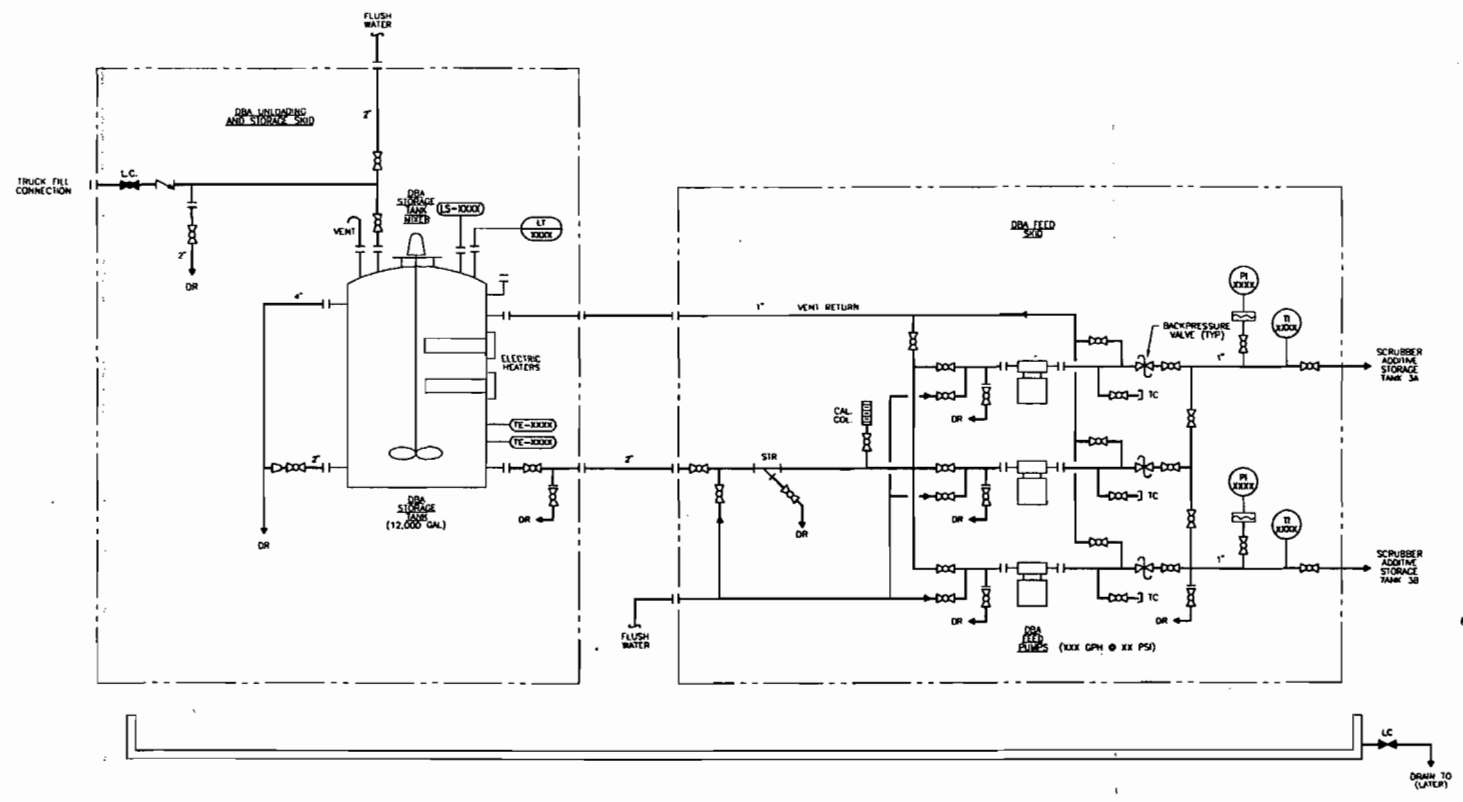 FLUSH
WATER
DBA UNLOADING
AND STORAGE SKID
2"
TRUCK FILL
CONNECTION
L.C.
2"
DR
VENT
DBA
STORAGE
TANK
MIXER
LS-XXXX
LT
XXXX
4"
ELECTRIC
HEATERS
TE-XXXX
TE-XXXX
2"
DR
DBA
STORAGE
TANK
(12,000 GAL)
DR
2"
DBA FEED
SKID
1" VENT RETURN
BACKPRESSURE
VALVE (TYP)
PI
XXXX
TI
XXXX
1"
SCRUBBER
ADDITIVE
STORAGE
TANK 3A
TC
DR
CAL.
COL.
STR
DR
DR
TC
PI
XXXX
TI
XXXX
1"
SCRUBBER
ADDITIVE
STORAGE
TANK 3B
TC
DR
DR
FLUSH
WATER
DBA
FEED
PUMPS (XXX GPH @ XX PSI)
LC
DRAIN TO
(LATER)